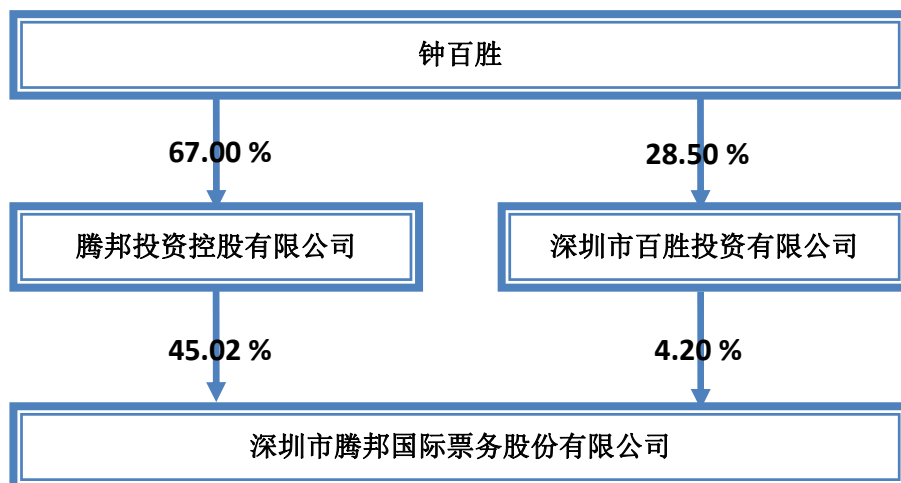 钟百胜
67.00 %
28.50 %
腾邦投资控股有限公司
深圳市百胜投资有限公司
45.02 %
4.20 %
深圳市腾邦国际票务股份有限公司